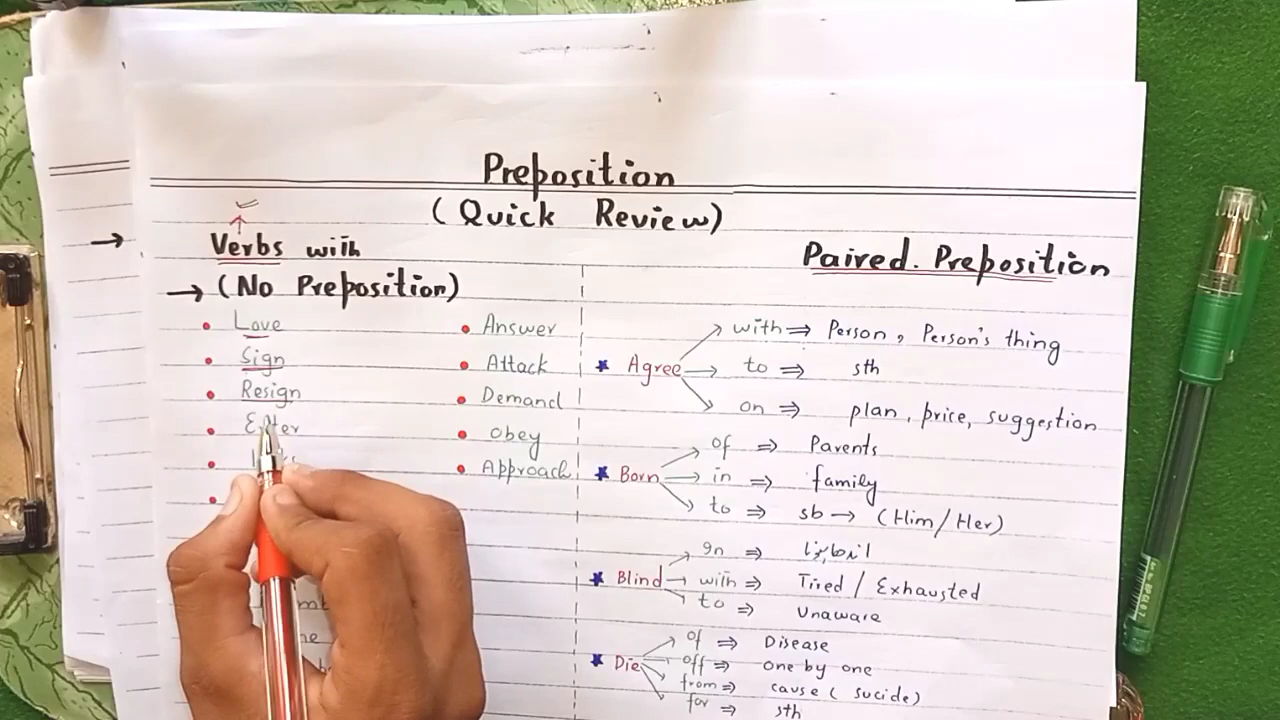 Preposition
(Quick Review)
→ Verbs with
→ (No Preposition)
• Love
• Sign
• Resign
• Enter
• Answer
• Attack
• Demand
• Obey
• Approach
Paired. Preposition
★ Agree
→ with ⇒ Person, Person's thing
→ to ⇒ sth
→ on ⇒ plan, price, suggestion
★ Born
→ of ⇒ Parents
→ in ⇒ family
→ to ⇒ sb → (Him/Her)
★ Blind
→ In ⇒
→ with ⇒ Tired / Exhausted
→ to ⇒ Unaware
★ Die
→ of ⇒ Disease
→ off ⇒ one by one
→ from ⇒ cause ( sucide)
→ for ⇒ sth